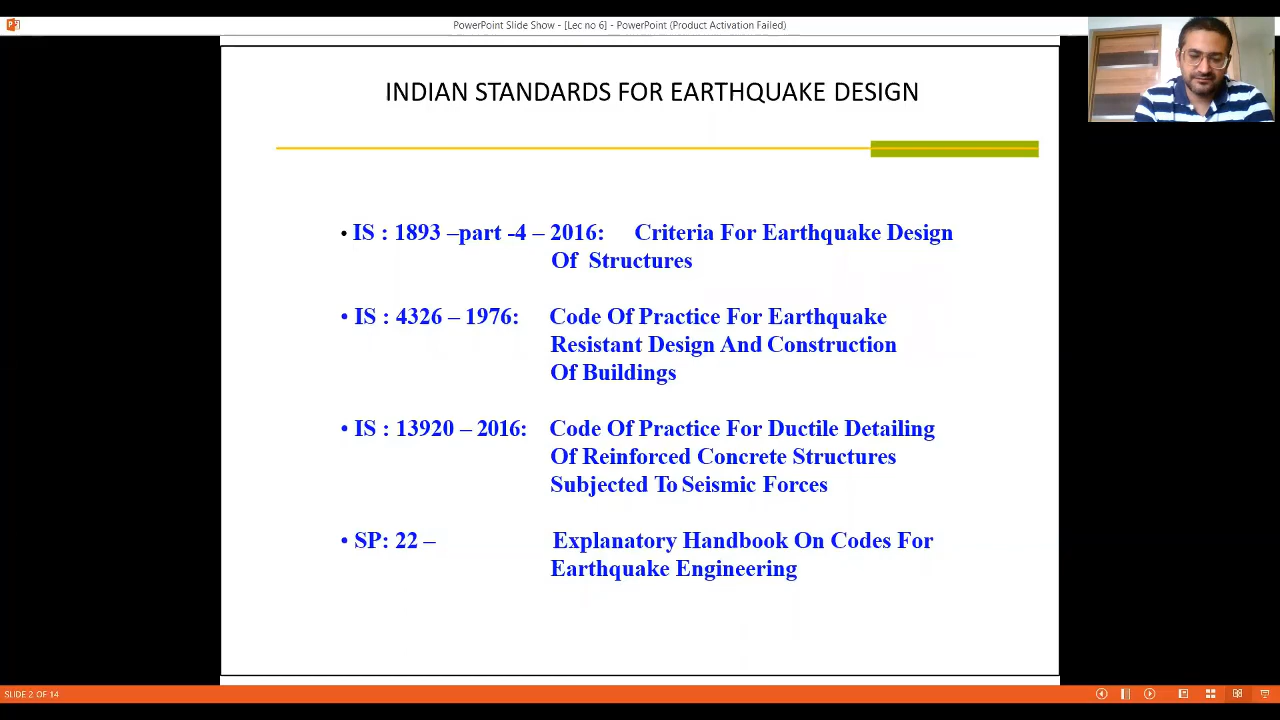 PowerPoint Slide Show - [Lec no 6] - PowerPoint (Product Activation Failed)
INDIAN STANDARDS FOR EARTHQUAKE DESIGN
• IS : 1893 –part -4 – 2016: Criteria For Earthquake Design
Of Structures
• IS : 4326 – 1976: Code Of Practice For Earthquake
Resistant Design And Construction
Of Buildings
• IS : 13920 – 2016: Code Of Practice For Ductile Detailing
Of Reinforced Concrete Structures
Subjected To Seismic Forces
• SP: 22 – Explanatory Handbook On Codes For
Earthquake Engineering
SLIDE 2 OF 14